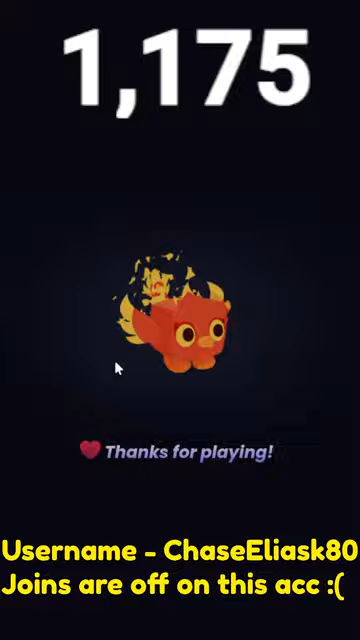 1,175
❤️ Thanks for playing!
Username - ChaseEliask80
Joins are off on this acc :(